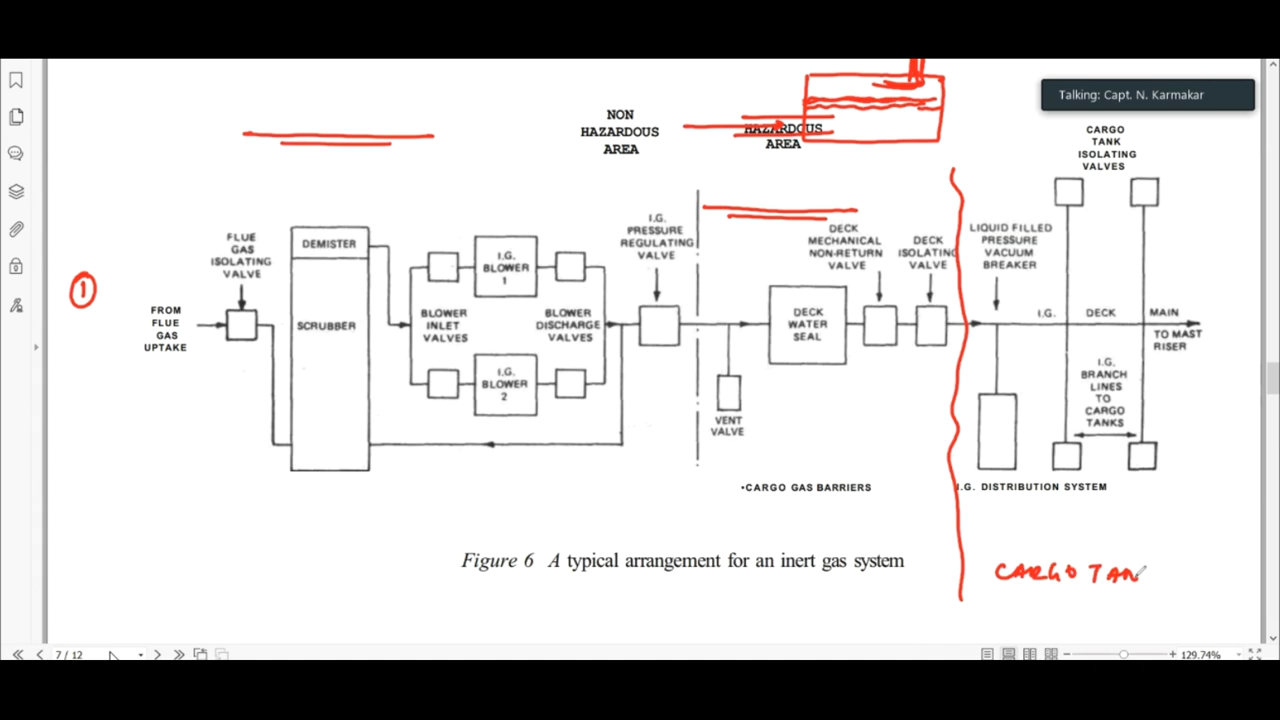 Talking: Capt. N. Karmakar
NON
HAZARDOUS
AREA
HAZARDOUS
AREA
CARGO
TANK
ISOLATING
VALVES
FLUE
GAS
ISOLATING
VALVE
DEMISTER
I.G.
BLOWER
1
I.G.
PRESSURE
REGULATING
VALVE
DECK
MECHANICAL
NON-RETURN
VALVE
DECK
ISOLATING
VALVE
LIQUID FILLED
PRESSURE
VACUUM
BREAKER
1
FROM
FLUE
GAS
UPTAKE
SCRUBBER
BLOWER
INLET
VALVES
BLOWER
DISCHARGE
VALVES
DECK
WATER
SEAL
I.G. DECK MAIN
TO MAST
RISER
I.G.
BLOWER
2
VENT
VALVE
I.G.
BRANCH
LINES
TO
CARGO
TANKS
•CARGO GAS BARRIERS
I.G. DISTRIBUTION SYSTEM
Figure 6 A typical arrangement for an inert gas system
CARGO TAN
7 / 12
129.74%